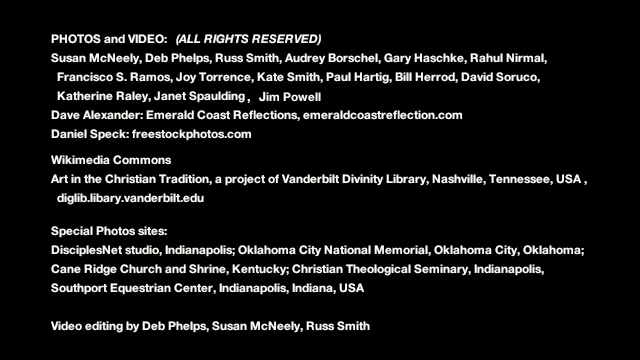 PHOTOS and VIDEO: (ALL RIGHTS RESERVED)
Susan McNeely, Deb Phelps, Russ Smith, Audrey Borschel, Gary Haschke, Rahul Nirmal,
Francisco S. Ramos, Joy Torrence, Kate Smith, Paul Hartig, Bill Herrod, David Soruco,
Katherine Raley, Janet Spaulding , Jim Powell
Dave Alexander: Emerald Coast Reflections, emeraldcoastreflection.com
Daniel Speck: freestockphotos.com
Wikimedia Commons
Art in the Christian Tradition, a project of Vanderbilt Divinity Library, Nashville, Tennessee, USA ,
diglib.libary.vanderbilt.edu
Special Photos sites:
DisciplesNet studio, Indianapolis; Oklahoma City National Memorial, Oklahoma City, Oklahoma;
Cane Ridge Church and Shrine, Kentucky; Christian Theological Seminary, Indianapolis,
Southport Equestrian Center, Indianapolis, Indiana, USA
Video editing by Deb Phelps, Susan McNeely, Russ Smith